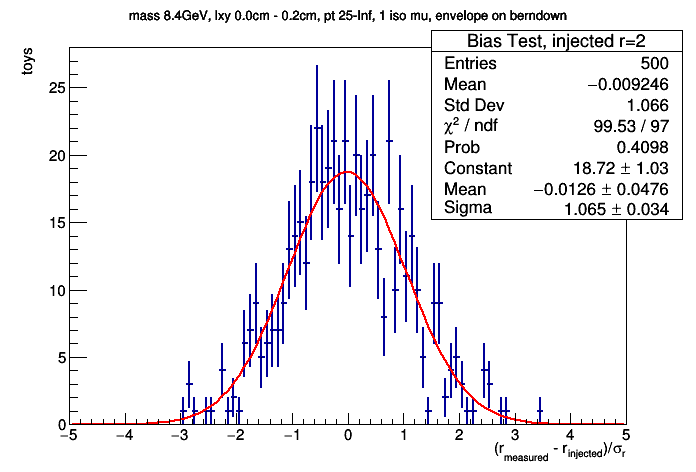 mass 8.4GeV, lxy 0.0cm - 0.2cm, pt 25-Inf, 1 iso mu, envelope on berndown
toys
Bias Test, injected r=2
Entries 500
Mean −0.009246
Std Dev 1.066
χ² / ndf 99.53 / 97
Prob 0.4098
Constant 18.72 ± 1.03
Mean −0.0126 ± 0.0476
Sigma 1.065 ± 0.034
25
20
15
10
5
0
−5 −4 −3 −2 −1 0 1 2 3 4 5
(r_measured - r_injected)/σ_r